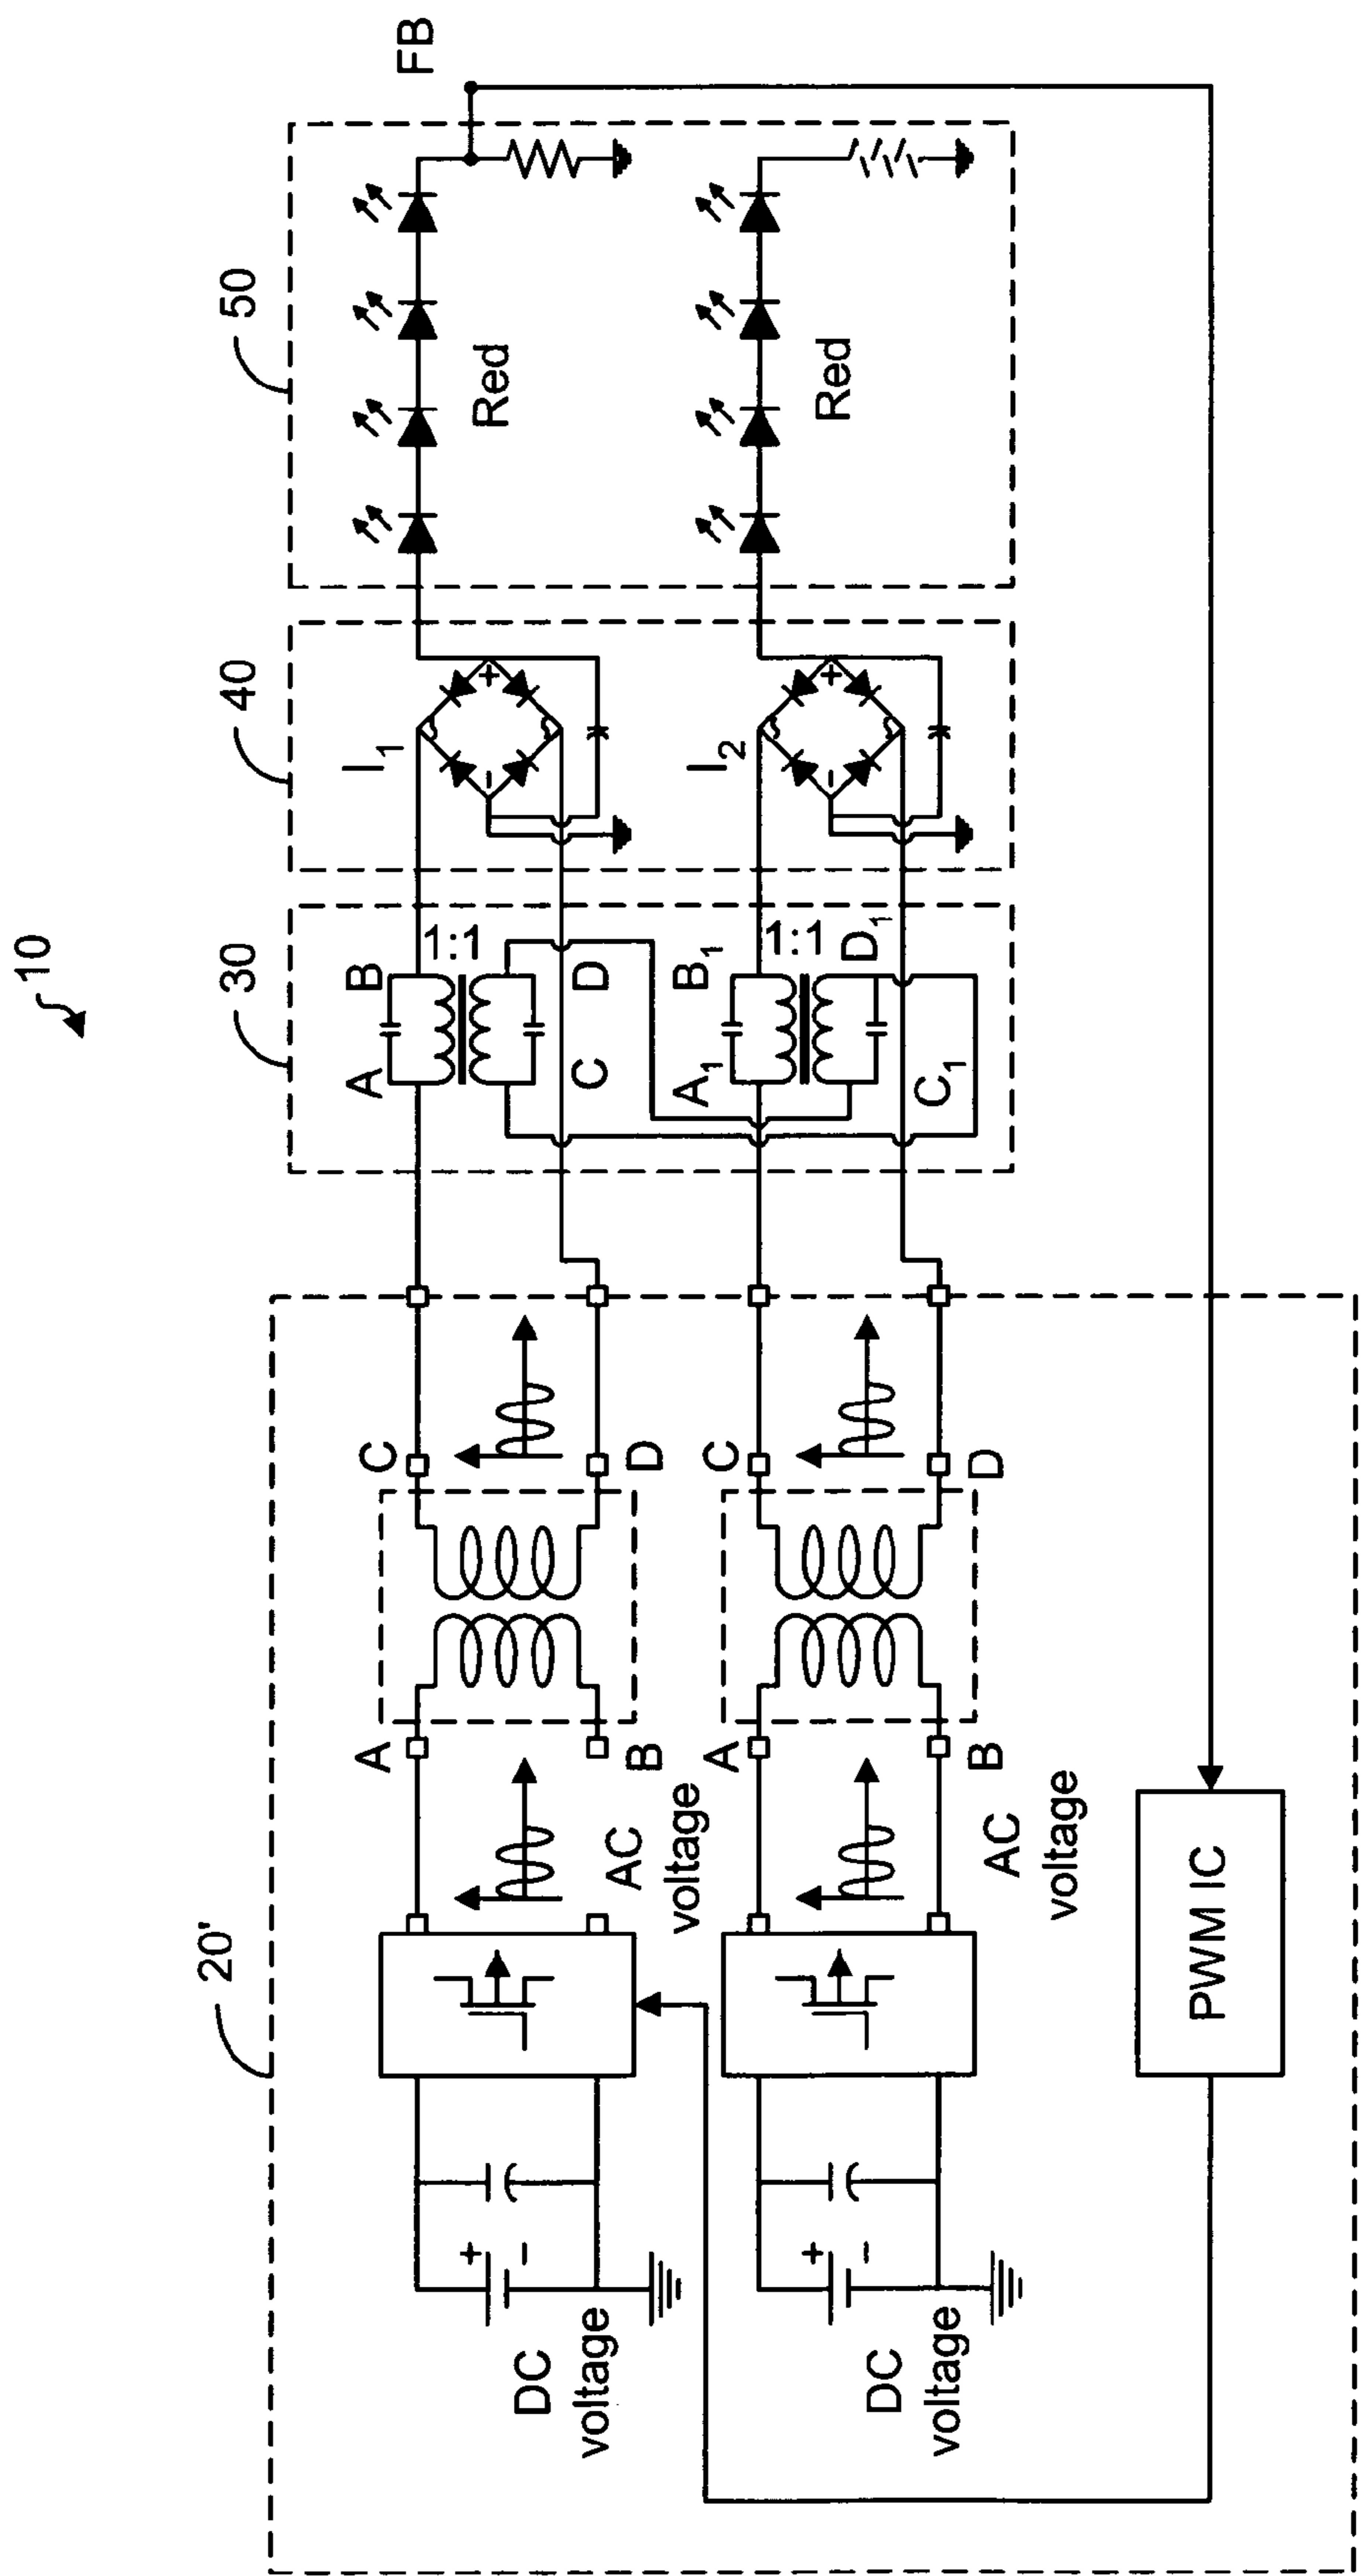 10
20'
30
40
50
FB
DC
voltage
+
-
AC
voltage
A
B
C
D
A
B
C
D
1:1
I1
+
-
Red
DC
voltage
+
-
AC
voltage
A
B
C
D
A1
B1
C1
D1
1:1
I2
+
-
Red
PWM IC